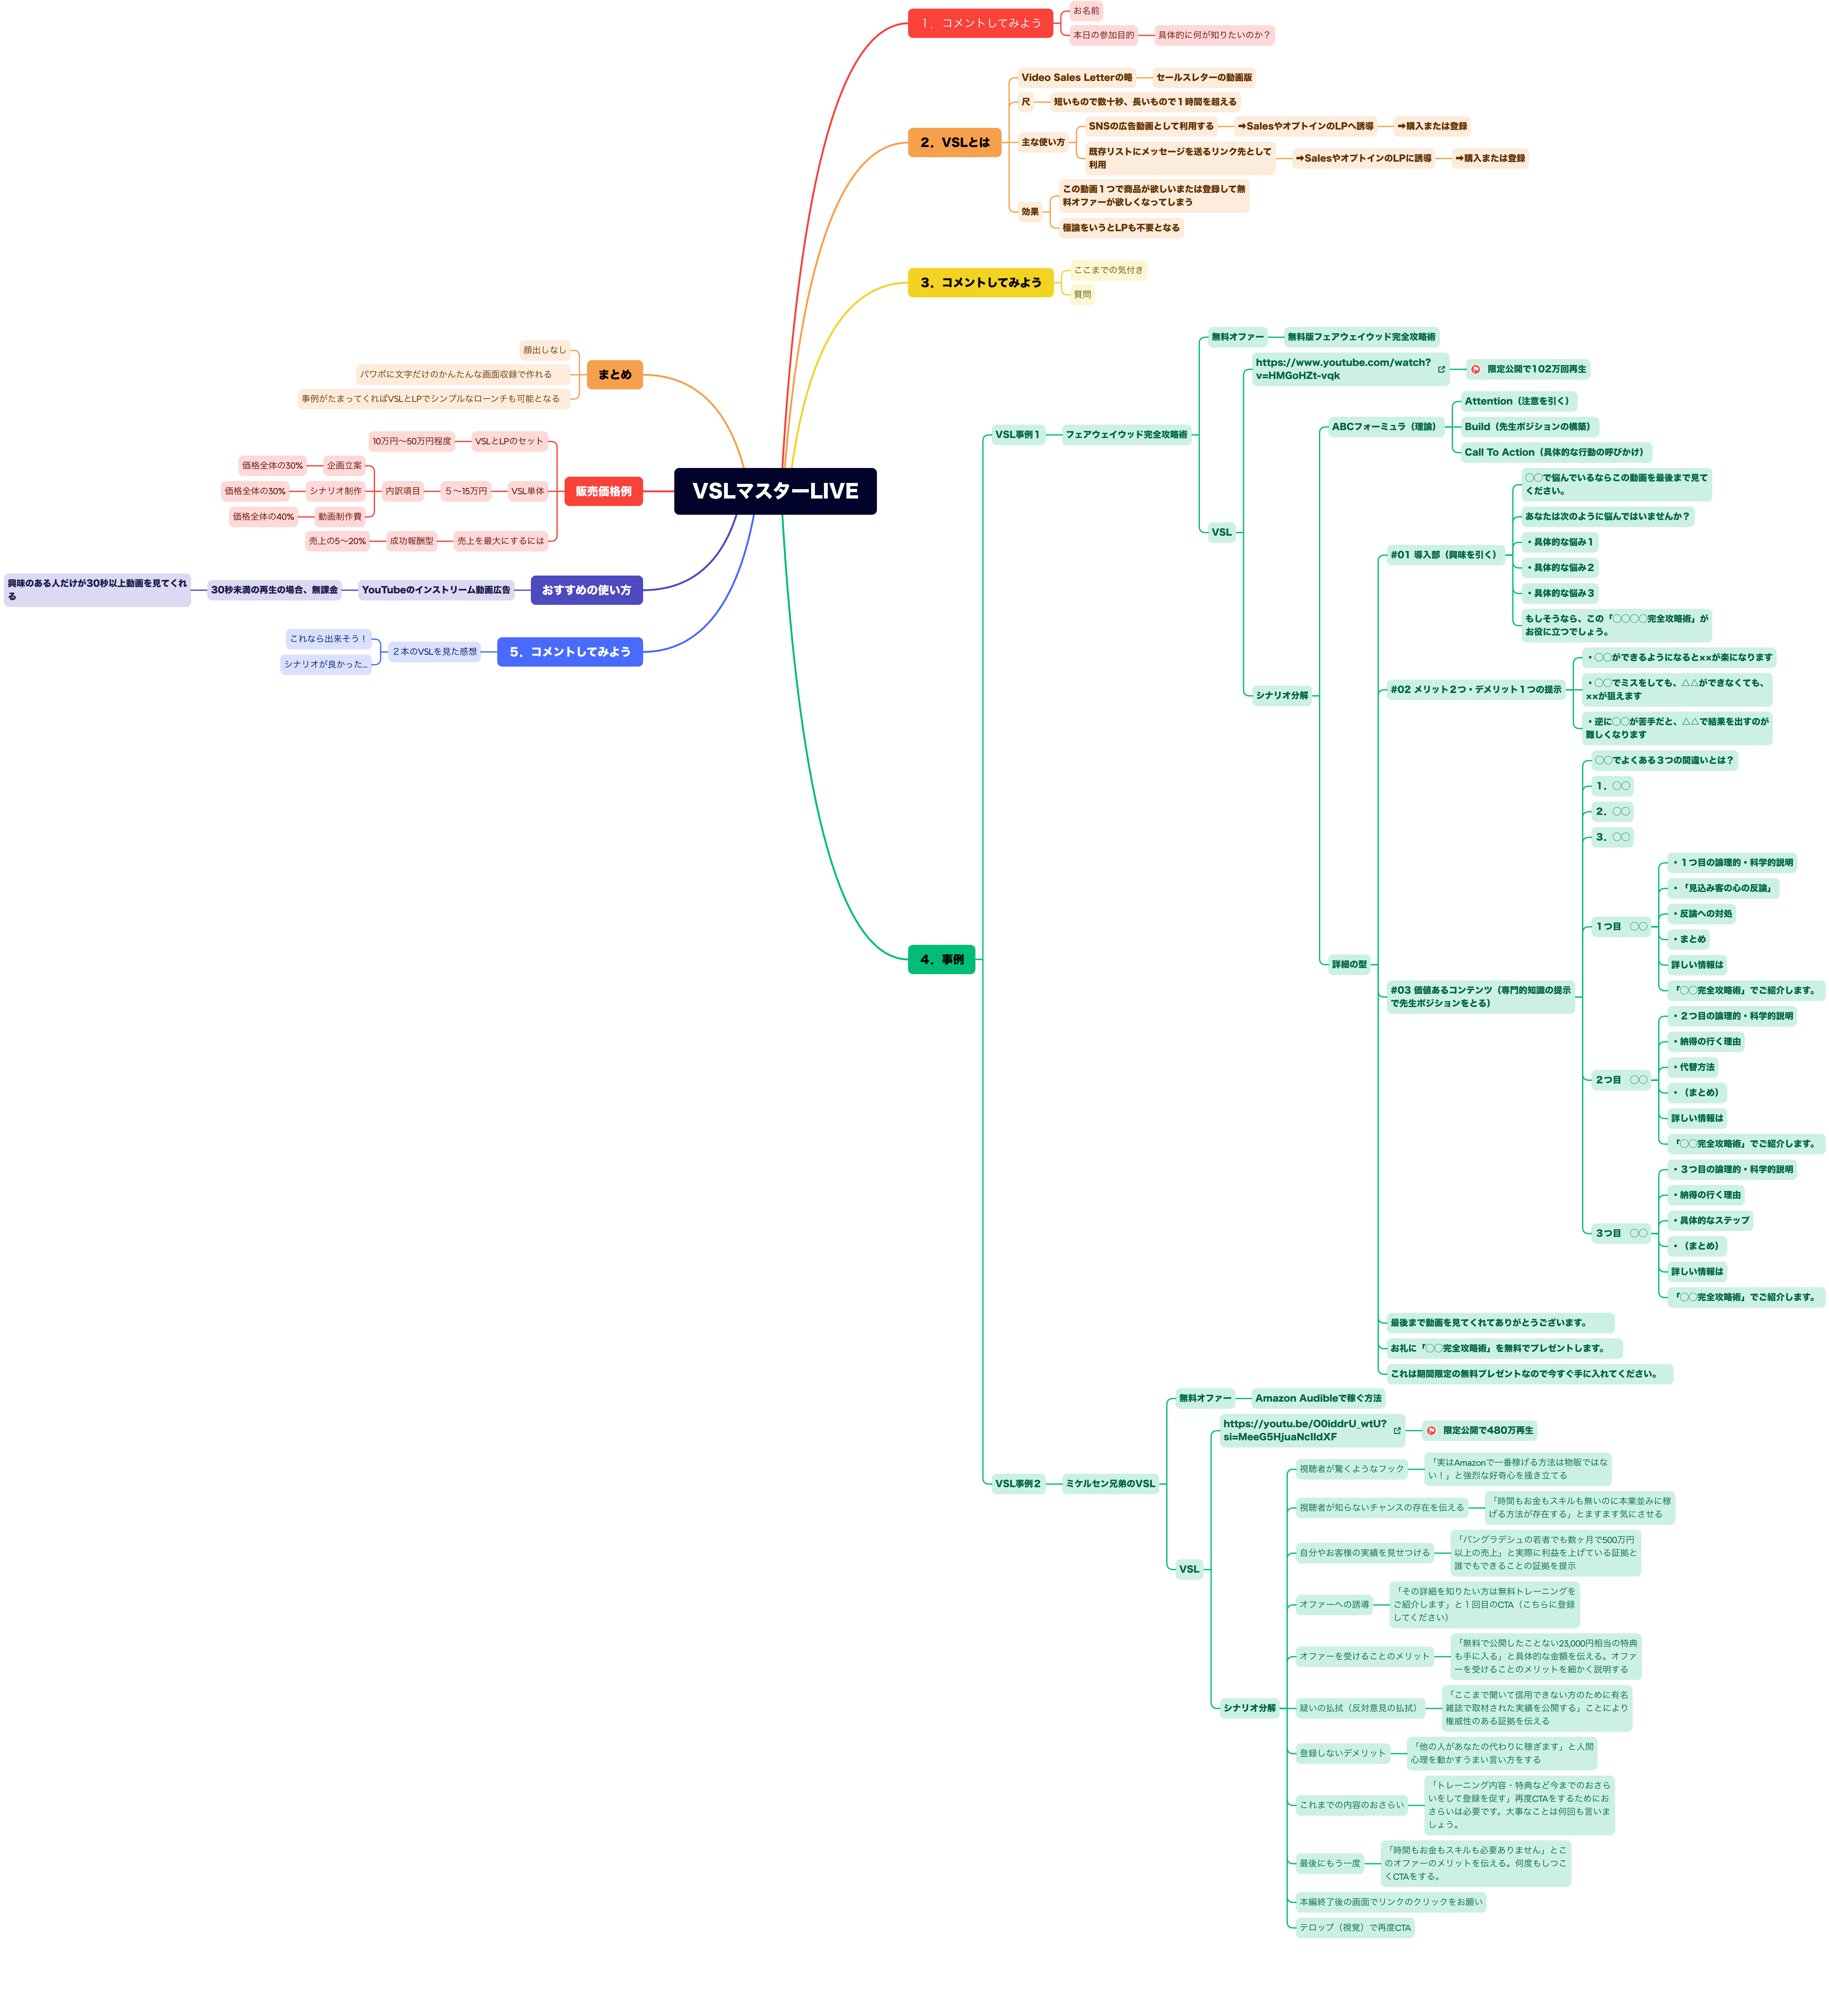 VSLマスターLIVE
１．コメントしてみよう
お名前
本日の参加目的
具体的に何が知りたいのか？
２．VSLとは
Video Sales Letterの略
セールスレターの動画版
尺
短いもので数十秒、長いもので１時間を超える
主な使い方
SNSの広告動画として利用する
➡SalesやオプトインのLPへ誘導
➡購入または登録
既存リストにメッセージを送るリンク先として
利用
➡SalesやオプトインのLPに誘導
➡購入または登録
効果
この動画１つで商品が欲しいまたは登録して無
料オファーが欲しくなってしまう
極論をいうとLPも不要となる
３．コメントしてみよう
ここまでの気付き
質問
４．事例
VSL事例１
フェアウェイウッド完全攻略術
無料オファー
無料版フェアウェイウッド完全攻略術
VSL
https://www.youtube.com/watch?
v=HMGoHZt-vqk
限定公開で102万回再生
シナリオ分解
ABCフォーミュラ（理論）
Attention（注意を引く）
Build（先生ポジションの構築）
Call To Action（具体的な行動の呼びかけ）
詳細の型
#01 導入部（興味を引く）
◯◯で悩んでいるならこの動画を最後まで見て
ください。
あなたは次のように悩んではいませんか？
・具体的な悩み１
・具体的な悩み２
・具体的な悩み３
もしそうなら、この「◯◯◯◯完全攻略術」が
お役に立つでしょう。
#02 メリット２つ・デメリット１つの提示
・◯◯ができるようになると××が楽になります
・◯◯でミスをしても、△△ができなくても、
××が狙えます
・逆に◯◯が苦手だと、△△で結果を出すのが
難しくなります
#03 価値あるコンテンツ（専門的知識の提示
で先生ポジションをとる）
◯◯でよくある３つの間違いとは？
１．◯◯
２．◯◯
３．◯◯
１つ目　◯◯
・１つ目の論理的・科学的説明
・「見込み客の心の反論」
・反論への対処
・まとめ
詳しい情報は
「◯◯完全攻略術」でご紹介します。
２つ目　◯◯
・２つ目の論理的・科学的説明
・納得の行く理由
・代替方法
・（まとめ）
詳しい情報は
「◯◯完全攻略術」でご紹介します。
３つ目　◯◯
・３つ目の論理的・科学的説明
・納得の行く理由
・具体的なステップ
・（まとめ）
詳しい情報は
「◯◯完全攻略術」でご紹介します。
最後まで動画を見てくれてありがとうございます。
お礼に「◯◯完全攻略術」を無料でプレゼントします。
これは期間限定の無料プレゼントなので今すぐ手に入れてください。
VSL事例２
ミケルセン兄弟のVSL
無料オファー
Amazon Audibleで稼ぐ方法
VSL
https://youtu.be/O0iddrU_wtU?
si=MeeG5HjuaNcIldXF
限定公開で480万再生
シナリオ分解
視聴者が驚くようなフック
「実はAmazonで一番稼げる方法は物販ではな
い！」と強烈な好奇心を掻き立てる
視聴者が知らないチャンスの存在を伝える
「時間もお金もスキルも無いのに本業並みに稼
げる方法が存在する」とますます気にさせる
自分やお客様の実績を見せつける
「バングラデシュの若者でも数ヶ月で500万円
以上の売上」と実際に利益を上げている証拠と
誰でもできることの証拠を提示
オファーへの誘導
「その詳細を知りたい方は無料トレーニングを
ご紹介します」と１回目のCTA（こちらに登録
してください）
オファーを受けることのメリット
「無料で公開したことない23,000円相当の特典
も手に入る」と具体的な金額を伝える。オファ
ーを受けることのメリットを細かく説明する
疑いの払拭（反対意見の払拭）
「ここまで聞いて信用できない方のために有名
雑誌で取材された実績を公開する」ことにより
権威性のある証拠を伝える
登録しないデメリット
「他の人があなたの代わりに稼ぎます」と人間
心理を動かすうまい言い方をする
これまでの内容のおさらい
「トレーニング内容・特典など今までのおさら
いをして登録を促す」再度CTAをするためにお
さらいは必要です。大事なことは何回も言いま
しょう。
最後にもう一度
「時間もお金もスキルも必要ありません」とこ
のオファーのメリットを伝える。何度もしつこ
くCTAをする。
本編終了後の画面でリンクのクリックをお願い
テロップ（視覚）で再度CTA
まとめ
顔出しなし
パワポに文字だけのかんたんな画面収録で作れる
事例がたまってくればVSLとLPでシンプルなローンチも可能となる
販売価格例
VSLとLPのセット
10万円〜50万円程度
VSL単体
５〜15万円
内訳項目
企画立案
価格全体の30%
シナリオ制作
価格全体の30%
動画制作費
価格全体の40%
売上を最大にするには
成功報酬型
売上の5〜20%
おすすめの使い方
YouTubeのインストリーム動画広告
30秒未満の再生の場合、無課金
興味のある人だけが30秒以上動画を見てくれ
る
５．コメントしてみよう
２本のVSLを見た感想
これなら出来そう！
シナリオが良かった...